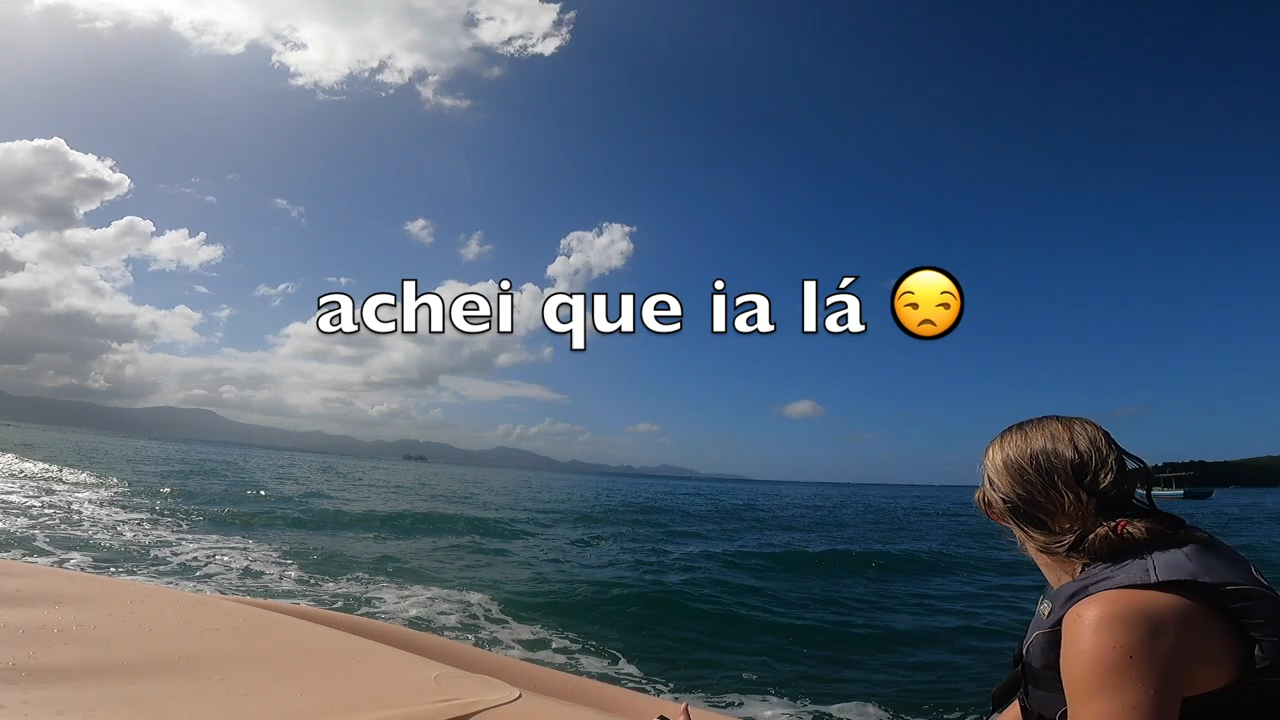 achei que ia lá 😒